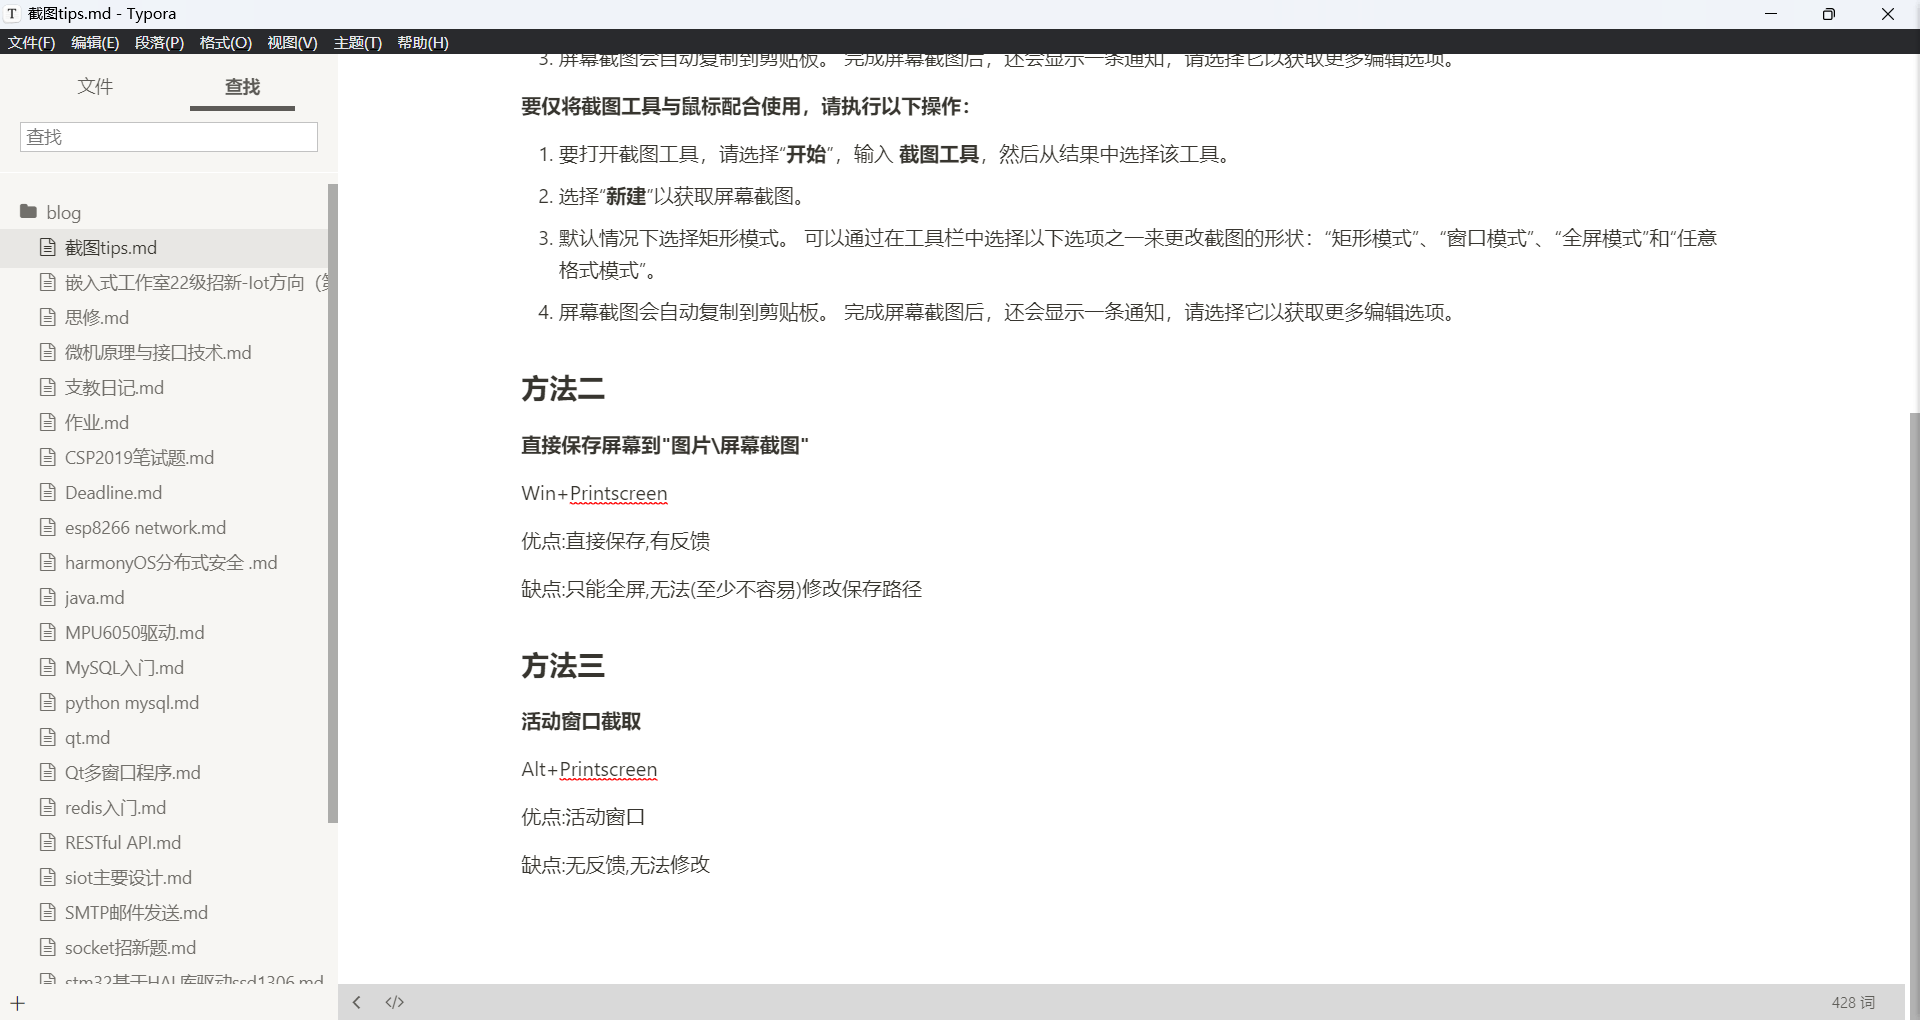 截图tips.md - Typora
文件(F) 编辑(E) 段落(P) 格式(O) 视图(V) 主题(T) 帮助(H)
文件 查找
查找
blog
截图tips.md
嵌入式工作室22级招新-Iot方向（第
思修.md
微机原理与接口技术.md
支教日记.md
作业.md
CSP2019笔试题.md
Deadline.md
esp8266 network.md
harmonyOS分布式安全 .md
java.md
MPU6050驱动.md
MySQL入门.md
python mysql.md
qt.md
Qt多窗口程序.md
redis入门.md
RESTful API.md
siot主要设计.md
SMTP邮件发送.md
socket招新题.md
stm32基于HAL库驱动ssd1306.md
3. 屏幕截图会自动复制到剪贴板。 完成屏幕截图后，还会显示一条通知，请选择它以获取更多编辑选项。
要仅将截图工具与鼠标配合使用，请执行以下操作：
1. 要打开截图工具，请选择“开始”，输入 截图工具，然后从结果中选择该工具。
2. 选择“新建”以获取屏幕截图。
3. 默认情况下选择矩形模式。 可以通过在工具栏中选择以下选项之一来更改截图的形状：“矩形模式”、“窗口模式”、“全屏模式”和“任意
格式模式”。
4. 屏幕截图会自动复制到剪贴板。 完成屏幕截图后，还会显示一条通知，请选择它以获取更多编辑选项。
方法二
直接保存屏幕到"图片\屏幕截图"
Win+Printscreen
优点:直接保存,有反馈
缺点:只能全屏,无法(至少不容易)修改保存路径
方法三
活动窗口截取
Alt+Printscreen
优点:活动窗口
缺点:无反馈,无法修改
428 词